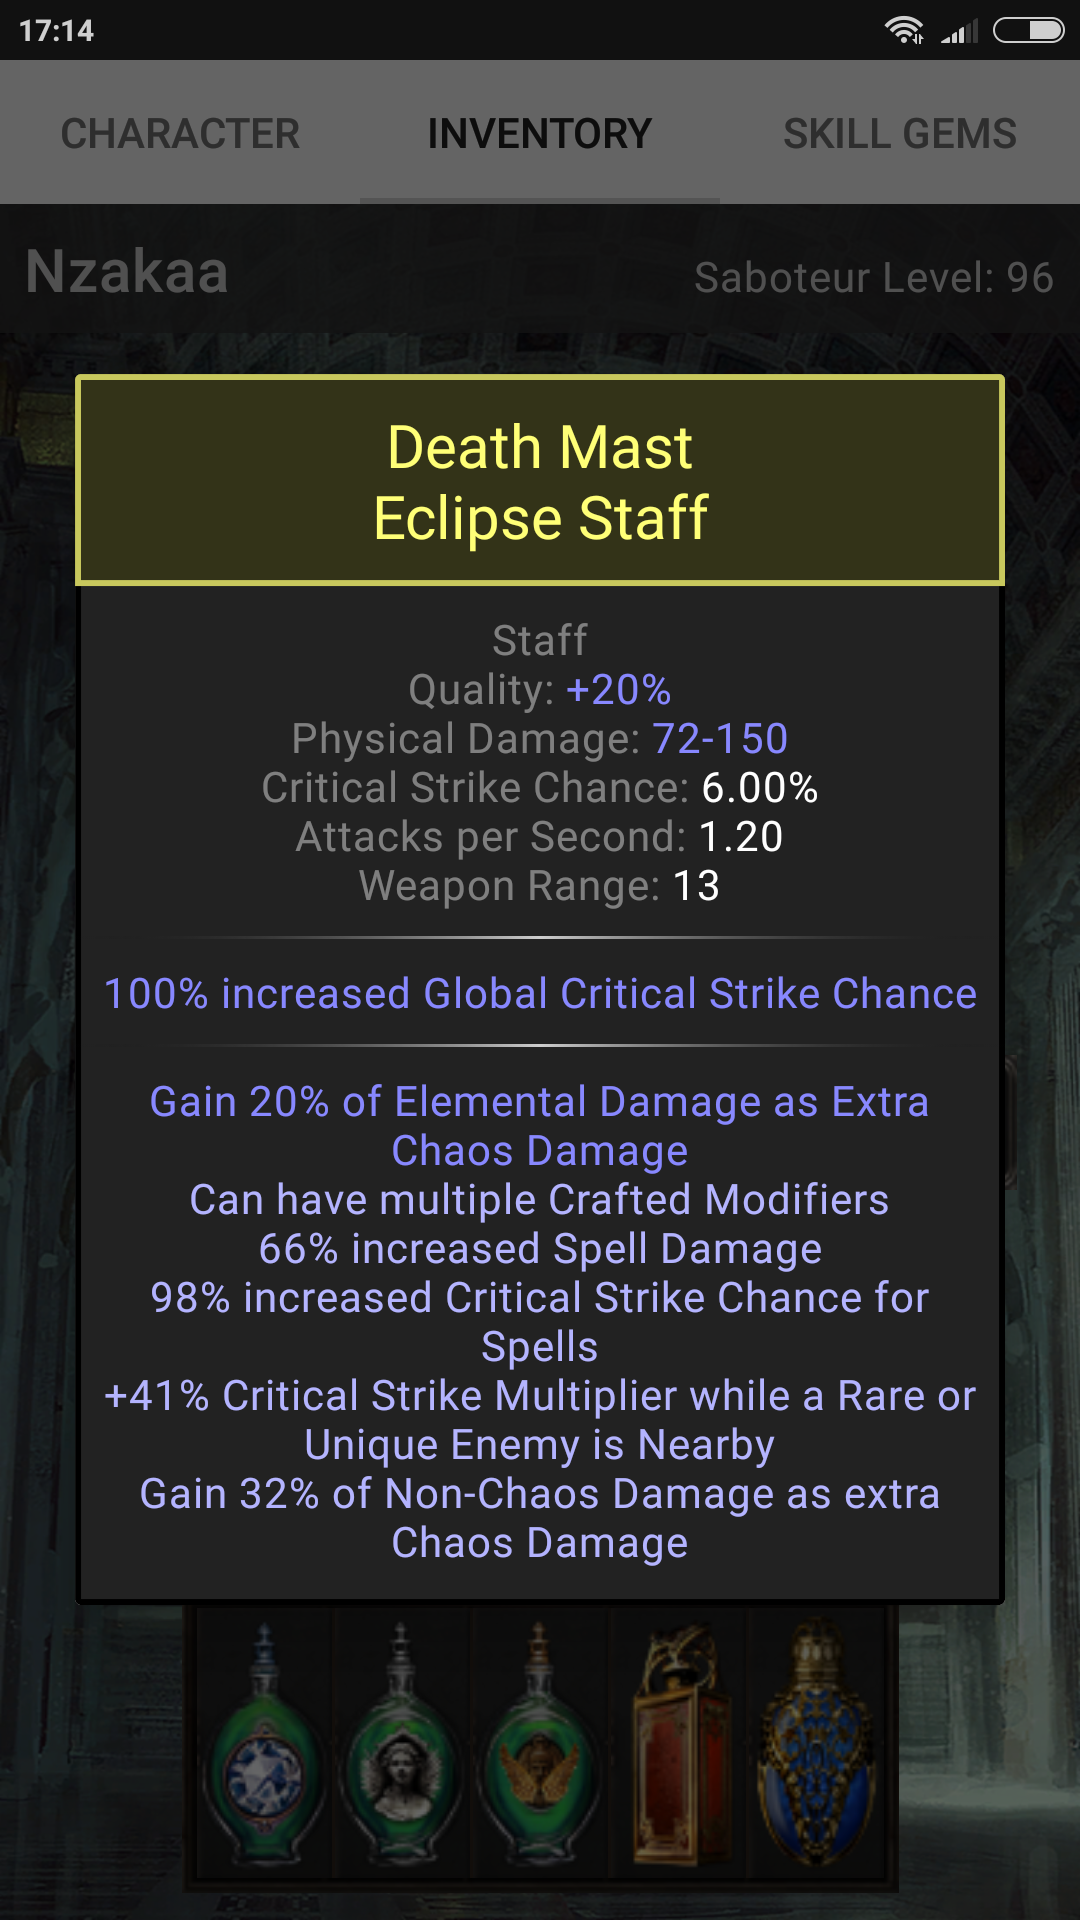 17:14
CHARACTER
INVENTORY
SKILL GEMS
Nzakaa
Saboteur Level: 96
Death Mast
Eclipse Staff
Staff
Quality: +20%
Physical Damage: 72-150
Critical Strike Chance: 6.00%
Attacks per Second: 1.20
Weapon Range: 13
100% increased Global Critical Strike Chance
Gain 20% of Elemental Damage as Extra
Chaos Damage
Can have multiple Crafted Modifiers
66% increased Spell Damage
98% increased Critical Strike Chance for
Spells
+41% Critical Strike Multiplier while a Rare or
Unique Enemy is Nearby
Gain 32% of Non-Chaos Damage as extra
Chaos Damage